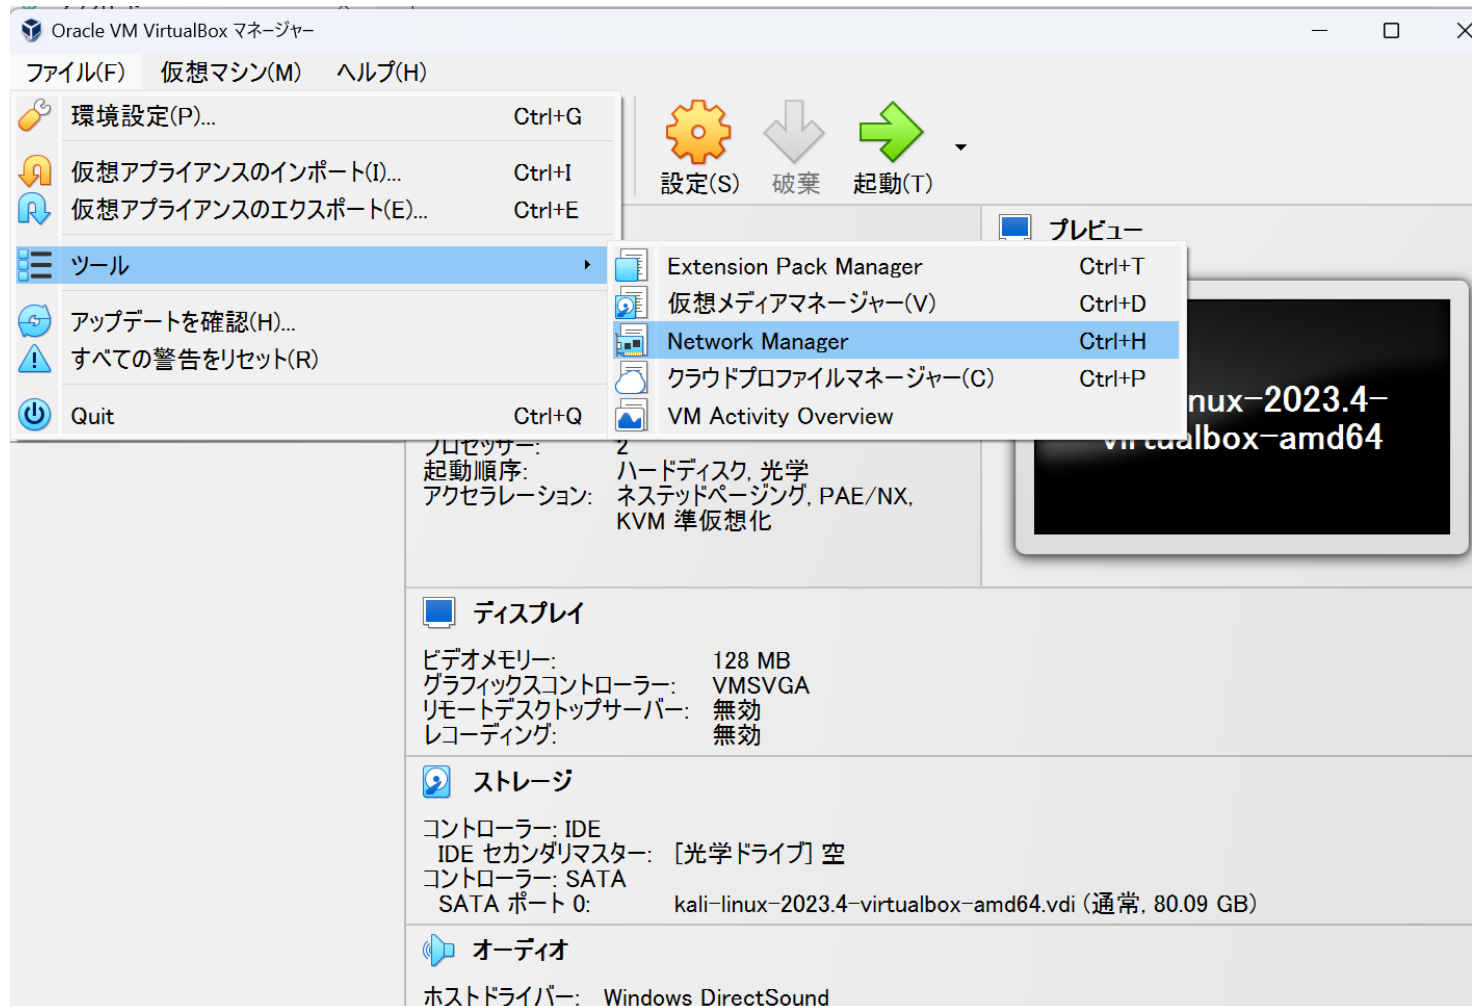 Oracle VM VirtualBox マネージャー
ファイル(F) 仮想マシン(M) ヘルプ(H)
環境設定(P)... Ctrl+G
仮想アプライアンスのインポート(I)... Ctrl+I
仮想アプライアンスのエクスポート(E)... Ctrl+E
ツール
アップデートを確認(H)...
すべての警告をリセット(R)
Quit Ctrl+Q
設定(S) 破棄 起動(T)
プレビュー
Extension Pack Manager Ctrl+T
仮想メディアマネージャー(V) Ctrl+D
Network Manager Ctrl+H
クラウドプロファイルマネージャー(C) Ctrl+P
VM Activity Overview
nux-2023.4-
virtualbox-amd64
プロセッサー: 2
起動順序: ハードディスク, 光学
アクセラレーション: ネステッドページング, PAE/NX,
KVM 準仮想化
ディスプレイ
ビデオメモリー: 128 MB
グラフィックスコントローラー: VMSVGA
リモートデスクトップサーバー: 無効
レコーディング: 無効
ストレージ
コントローラー: IDE
IDE セカンダリマスター: [光学ドライブ] 空
コントローラー: SATA
SATA ポート 0: kali-linux-2023.4-virtualbox-amd64.vdi (通常, 80.09 GB)
オーディオ
ホストドライバー: Windows DirectSound